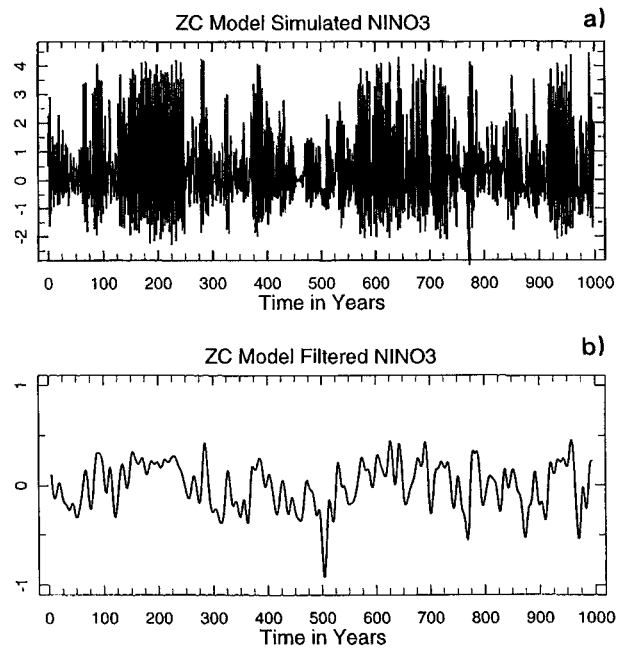 ZC Model Simulated NINO3
a)
4
3
2
1
0
-1
-2
0 100 200 300 400 500 600 700 800 900 1000
Time in Years
ZC Model Filtered NINO3
b)
1
0
-1
0 100 200 300 400 500 600 700 800 900 1000
Time in Years